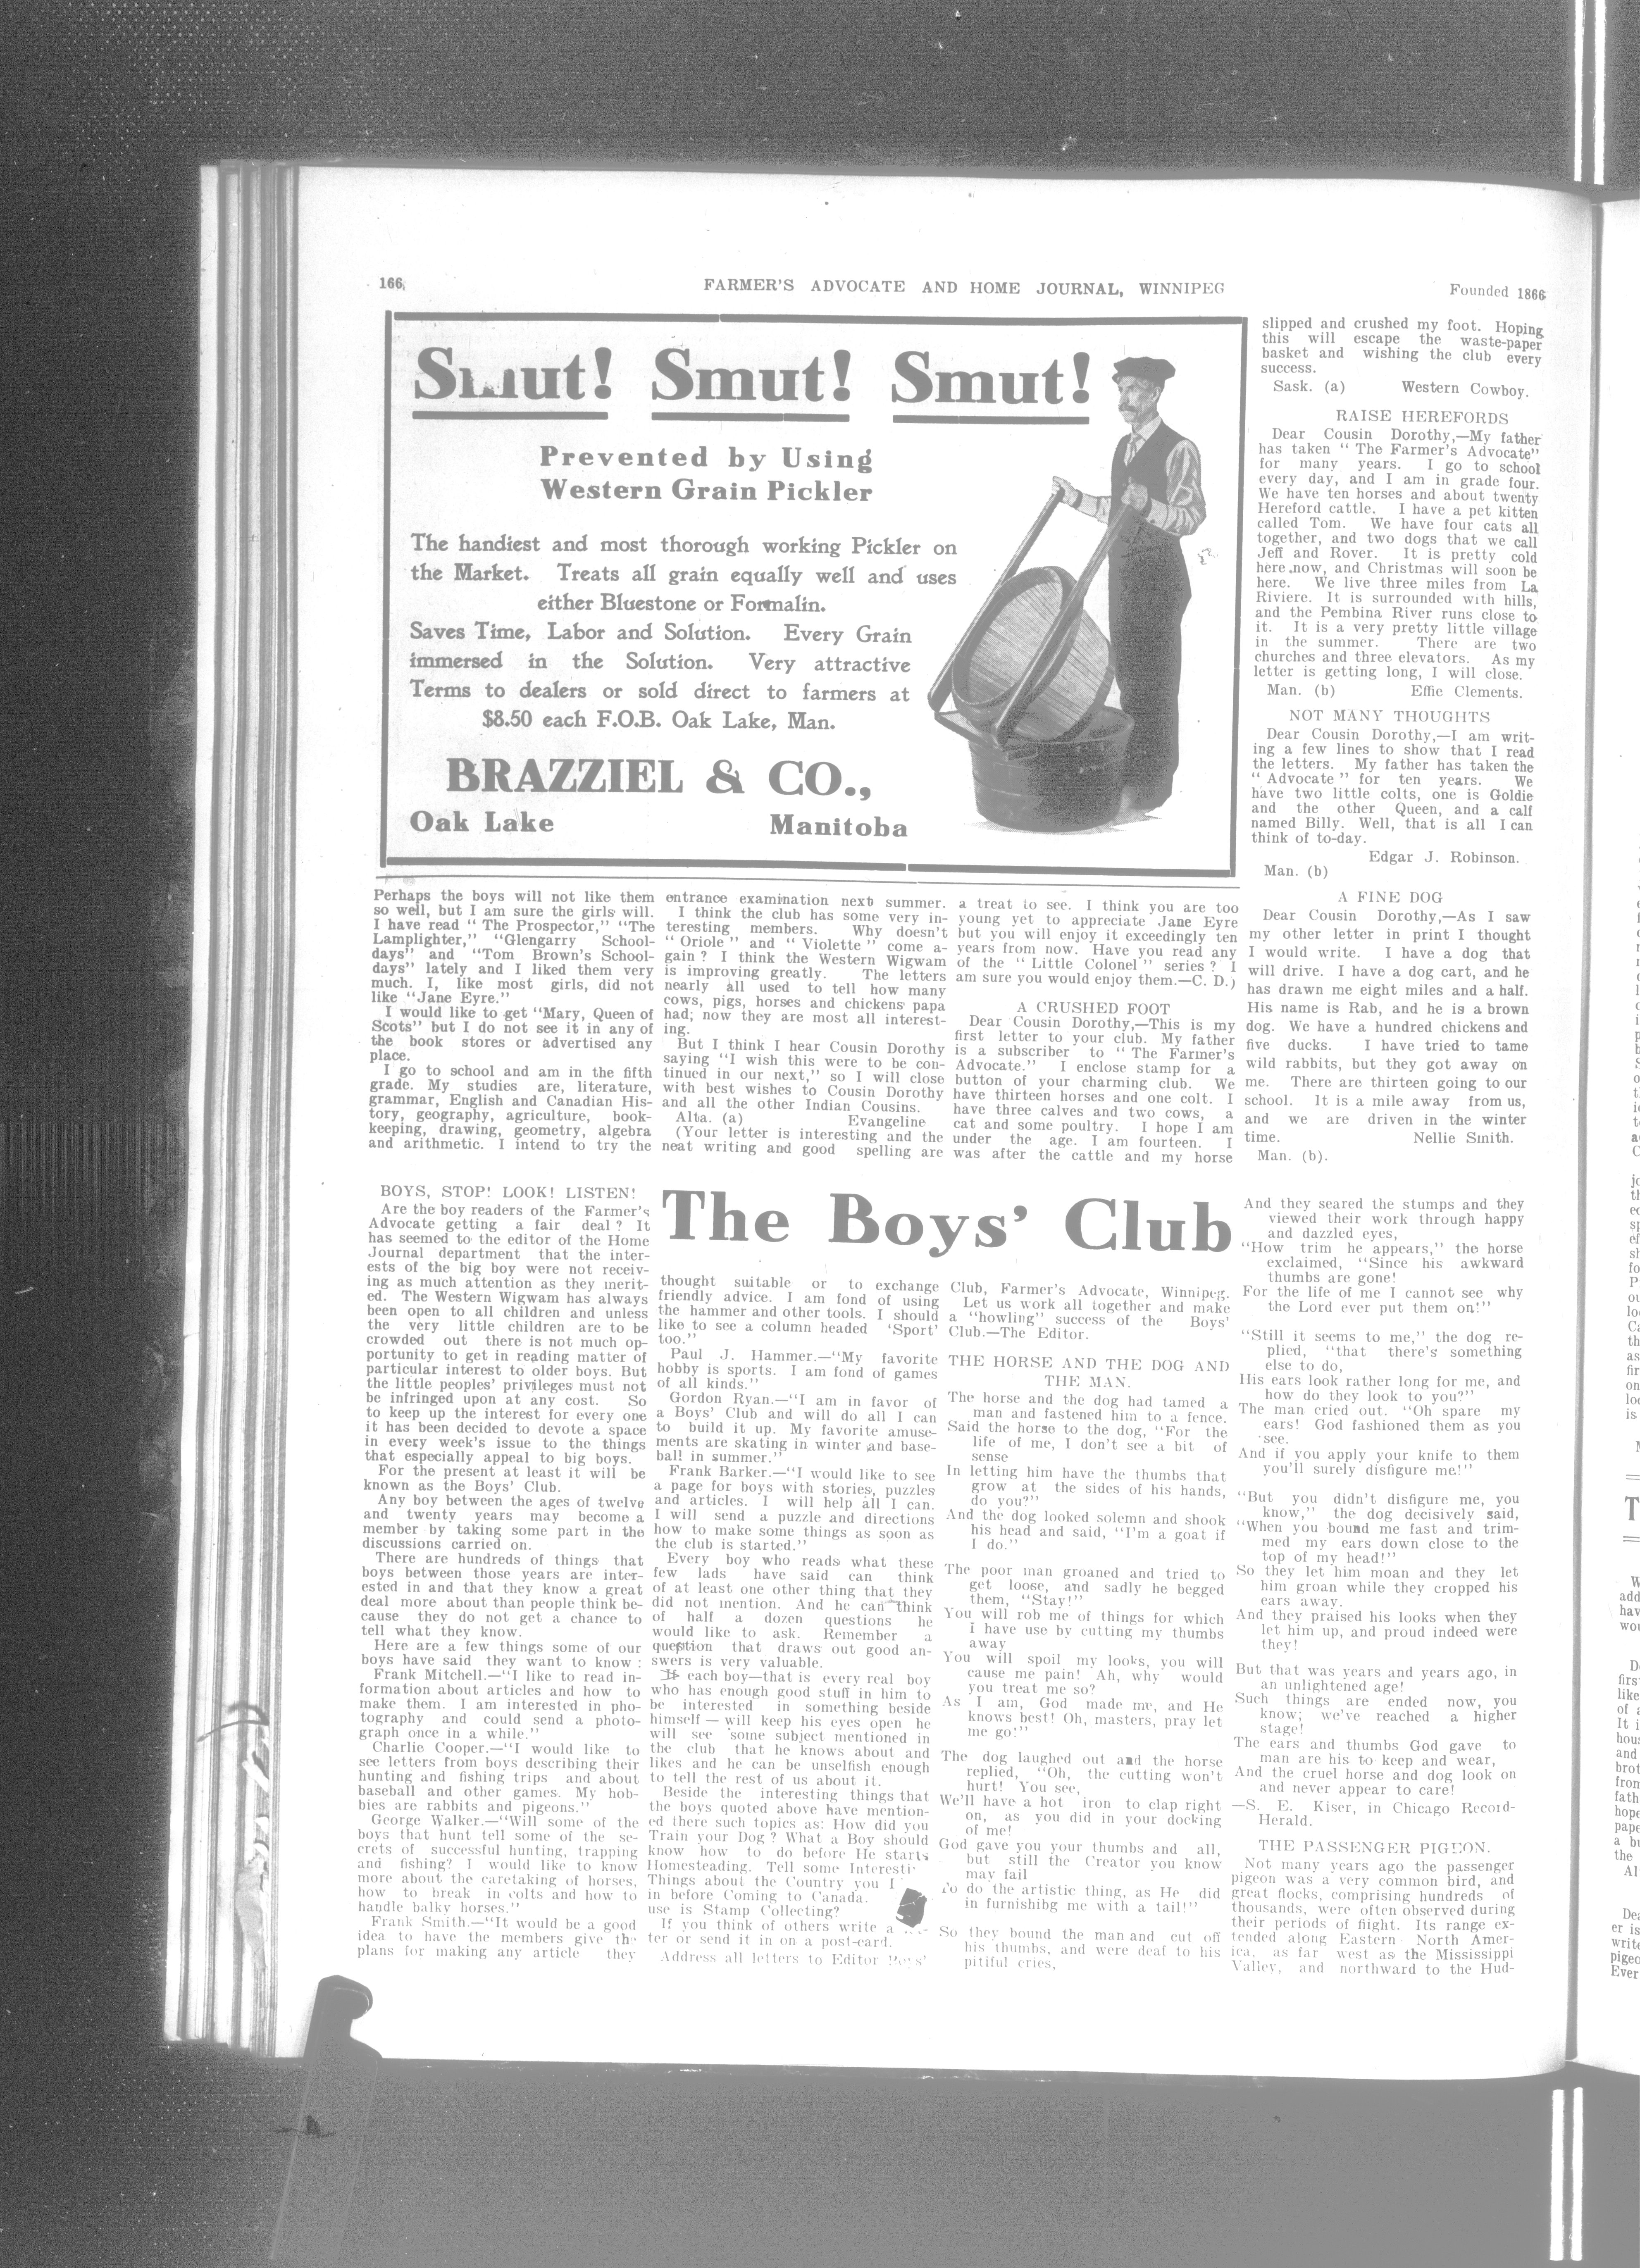 166
FARMER'S ADVOCATE AND HOME JOURNAL, WINNIPEG
Founded 1866
Smut! Smut! Smut!
Prevented by Using
Western Grain Pickler
The handiest and most thorough working Pickler on
the Market. Treats all grain equally well and uses
either Bluestone or Formalin.
Saves Time, Labor and Solution. Every Grain
immersed in the Solution. Very attractive
Terms to dealers or sold direct to farmers at
$8.50 each F.O.B. Oak Lake, Man.
BRAZZIEL & CO.,
Oak Lake Manitoba
Perhaps the boys will not like them
so well, but I am sure the girls will.
I have read "The Prospector," "The
Lamplighter," "Glengarry School-
days" and "Tom Brown's School-
days" lately and I liked them very
much. I, like most girls, did not
like "Jane Eyre."
I would like to get "Mary, Queen of
Scots" but I do not see it in any of
the book stores or advertised any
place.
I go to school and am in the fifth
grade. My studies are, literature,
grammar, English and Canadian His-
tory, geography, agriculture, book-
keeping, drawing, geometry, algebra
and arithmetic. I intend to try the
entrance examination next summer.
I think the club has some very in-
teresting members. Why doesn't
"Oriole" and "Violette" come a-
gain? I think the Western Wigwam
is improving greatly. The letters
nearly all used to tell how many
cows, pigs, horses and chickens papa
had; now they are most all interest-
ing.
But I think I hear Cousin Dorothy
saying "I wish this were to be con-
tinued in our next," so I will close
with best wishes to Cousin Dorothy
and all the other Indian Cousins.
Alta. (a) Evangeline
(Your letter is interesting and the
neat writing and good spelling are
a treat to see. I think you are too
young yet to appreciate Jane Eyre
but you will enjoy it exceedingly ten
years from now. Have you read any
of the "Little Colonel" series? I
am sure you would enjoy them.—C. D.)
A CRUSHED FOOT
Dear Cousin Dorothy,—This is my
first letter to your club. My father
is a subscriber to "The Farmer's
Advocate." I enclose stamp for a
button of your charming club. We
have thirteen horses and one colt. I
have three calves and two cows, a
cat and some poultry. I hope I am
under the age. I am fourteen. I
was after the cattle and my horse
slipped and crushed my foot. Hoping
this will escape the waste-paper
basket and wishing the club every
success.
Sask. (a) Western Cowboy.
RAISE HEREFORDS
Dear Cousin Dorothy,—My father
has taken "The Farmer's Advocate"
for many years. I go to school
every day, and I am in grade four.
We have ten horses and about twenty
Hereford cattle. I have a pet kitten
called Tom. We have four cats all
together, and two dogs that we call
Jeff and Rover. It is pretty cold
here now, and Christmas will soon be
here. We live three miles from La
Riviere. It is surrounded with hills,
and the Pembina River runs close to
it. It is a very pretty little village
in the summer. There are two
churches and three elevators. As my
letter is getting long, I will close.
Man. (b) Effie Clements.
NOT MANY THOUGHTS
Dear Cousin Dorothy,—I am writ-
ing a few lines to show that I read
the letters. My father has taken the
"Advocate" for ten years. We
have two little colts, one is Goldie
and the other Queen, and a calf
named Billy. Well, that is all I can
think of to-day.
Edgar J. Robinson.
Man. (b)
A FINE DOG
Dear Cousin Dorothy,—As I saw
my other letter in print I thought
I would write. I have a dog that
will drive. I have a dog cart, and he
has drawn me eight miles and a half.
His name is Rab, and he is a brown
dog. We have a hundred chickens and
five ducks. I have tried to tame
wild rabbits, but they got away on
me. There are thirteen going to our
school. It is a mile away from us,
and we are driven in the winter
time. Nellie Smith.
Man. (b).
The Boys' Club
BOYS, STOP! LOOK! LISTEN!
Are the boy readers of the Farmer's
Advocate getting a fair deal? It
has seemed to the editor of the Home
Journal department that the inter-
ests of the big boy were not receiv-
ing as much attention as they merit-
ed. The Western Wigwam has always
been open to all children and unless
the very little children are to be
crowded out there is not much op-
portunity to get in reading matter of
particular interest to older boys. But
the little peoples' privileges must not
be infringed upon at any cost. So
to keep up the interest for every one
it has been decided to devote a space
in every week's issue to the things
that especially appeal to big boys.
For the present at least it will be
known as the Boys' Club.
Any boy between the ages of twelve
and twenty years may become a
member by taking some part in the
discussions carried on.
There are hundreds of things that
boys between those years are inter-
ested in and that they know a great
deal more about than people think be-
cause they do not get a chance to
tell what they know.
Here are a few things some of our
boys have said they want to know:
Frank Mitchell.—"I like to read in-
formation about articles and how to
make them. I am interested in pho-
tography and could send a photo-
graph once in a while."
Charlie Cooper.—"I would like to
see letters from boys describing their
hunting and fishing trips and about
baseball and other games. My hob-
bies are rabbits and pigeons."
George Walker.—"Will some of the
boys that hunt tell some of the se-
crets of successful hunting, trapping
and fishing? I would like to know
more about the caretaking of horses,
how to break in colts and how to
handle balky horses."
Frank Smith.—"It would be a good
idea to have the members give the
plans for making any article they
thought suitable or to exchange
friendly advice. I am fond of using
the hammer and other tools. I should
like to see a column headed 'Sport'
too."
Paul J. Hammer.—"My favorite
hobby is sports. I am fond of games
of all kinds."
Gordon Ryan.—"I am in favor of
a Boys' Club and will do all I can
to build it up. My favorite amuse-
ments are skating in winter and base-
ball in summer."
Frank Barker.—"I would like to see
a page for boys with stories, puzzles
and articles. I will help all I can.
I will send a puzzle and directions
how to make some things as soon as
the club is started."
Every boy who reads what these
few lads have said can think
of at least one other thing that they
did not mention. And he can think
of half a dozen questions he
would like to ask. Remember a
question that draws out good an-
swers is very valuable.
If each boy—that is every real boy
who has enough good stuff in him to
be interested in something beside
himself—will keep his eyes open he
will see some subject mentioned in
the club that he knows about and
likes and he can be unselfish enough
to tell the rest of us about it.
Beside the interesting things that
the boys quoted above have mention-
ed there such topics as: How did you
Train your Dog? What a Boy should
know how to do before He starts
Homesteading. Tell some
Things about the Country you
in before Coming to Canada.
use is Stamp Collecting?
If you think of others write a
ter or send it in on a post-card.
Address all letters to Editor Boys'
Club, Farmer's Advocate, Winnipeg.
Let us work all together and make
a "howling" success of the Boys'
Club.—The Editor.
THE HORSE AND THE DOG AND
THE MAN.
The horse and the dog had tamed a
man and fastened him to a fence.
Said the horse to the dog, "For the
life of me, I don't see a bit of
sense
In letting him have the thumbs that
grow at the sides of his hands,
do you?"
And the dog looked solemn and shook
his head and said, "I'm a goat if
I do."
The poor man groaned and tried to
get loose, and sadly he begged
them, "Stay!"
You will rob me of things for which
I have use by cutting my thumbs
away
You will spoil my looks, you will
cause me pain! Ah, why would
you treat me so?
As I am, God made me, and He
knows best! Oh, masters, pray let
me go!"
The dog laughed out and the horse
replied, "Oh, the cutting won't
hurt! You see,
We'll have a hot iron to clap right
on, as you did in your docking
of me!
God gave you your thumbs and all,
but still the Creator you know
may fail
To do the artistic thing, as He did
in furnishibg me with a tail!"
So they bound the man and cut off
his thumbs, and were deaf to his
pitiful cries,
And they seared the stumps and they
viewed their work through happy
and dazzled eyes,
"How trim he appears," the horse
exclaimed, "Since his awkward
thumbs are gone!
For the life of me I cannot see why
the Lord ever put them on!"
"Still it seems to me," the dog re-
plied, "that there's something
else to do,
His ears look rather long for me, and
how do they look to you?"
The man cried out. "Oh spare my
ears! God fashioned them as you
see.
And if you apply your knife to them
you'll surely disfigure me!"
"But you didn't disfigure me, you
know," the dog decisively said,
"When you bound me fast and trim-
med my ears down close to the
top of my head!"
So they let him moan and they let
him groan while they cropped his
ears away.
And they praised his looks when they
let him up, and proud indeed were
they!
But that was years and years ago, in
an unlightened age!
Such things are ended now, you
know; we've reached a higher
stage!
The ears and thumbs God gave to
man are his to keep and wear,
And the cruel horse and dog look on
and never appear to care!
—S. E. Kiser, in Chicago Record-
Herald.
THE PASSENGER PIGEON.
Not many years ago the passenger
pigeon was a very common bird, and
great flocks, comprising hundreds of
thousands, were often observed during
their periods of flight. Its range ex-
tended along Eastern North Amer-
ica, as far west as the Mississippi
Valley, and northward to the Hud-